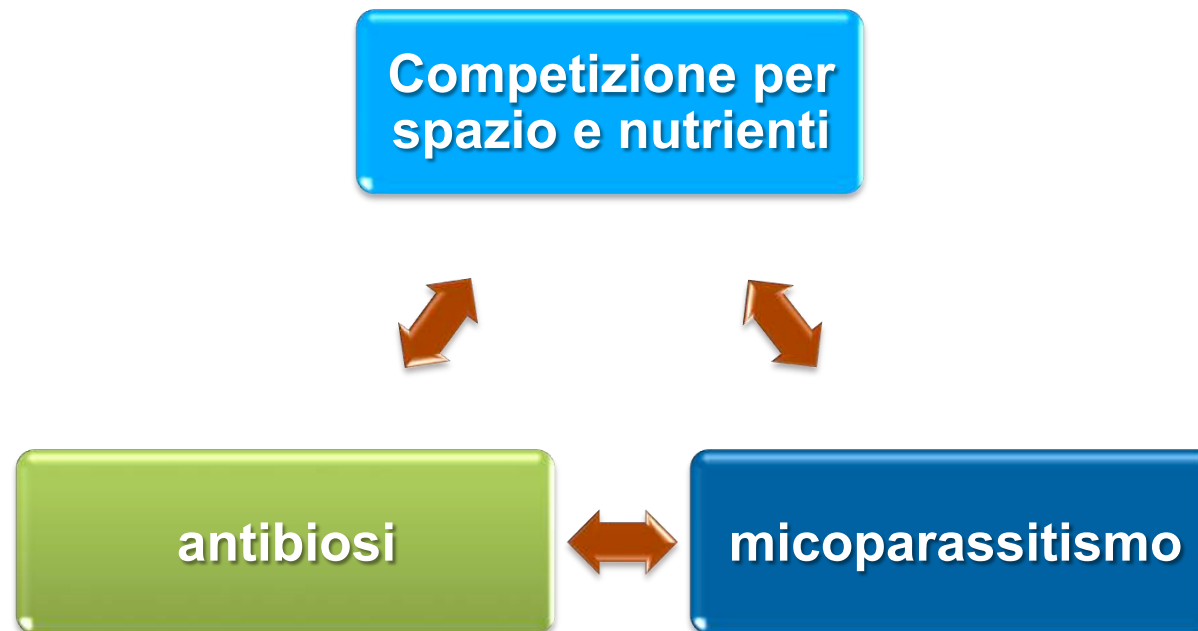 Competizione per
spazio e nutrienti
antibiosi
micoparassitismo